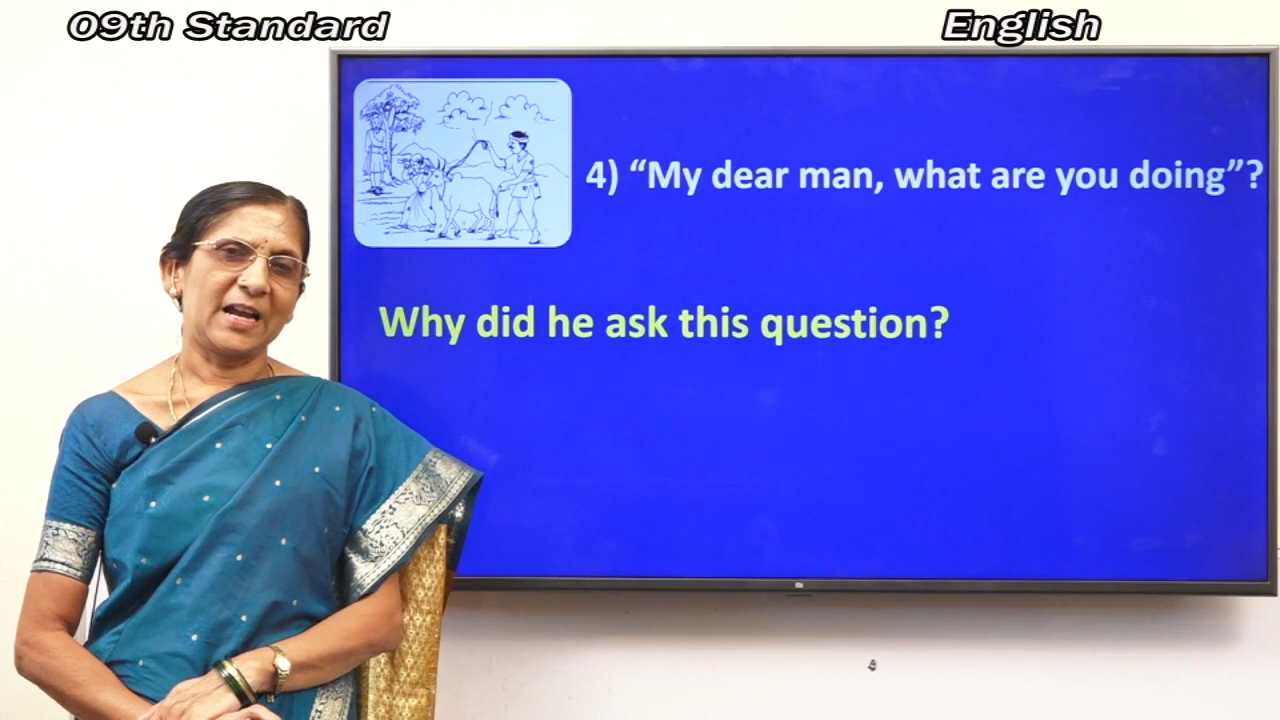 09th Standard
English
4) “My dear man, what are you doing”?
Why did he ask this question?